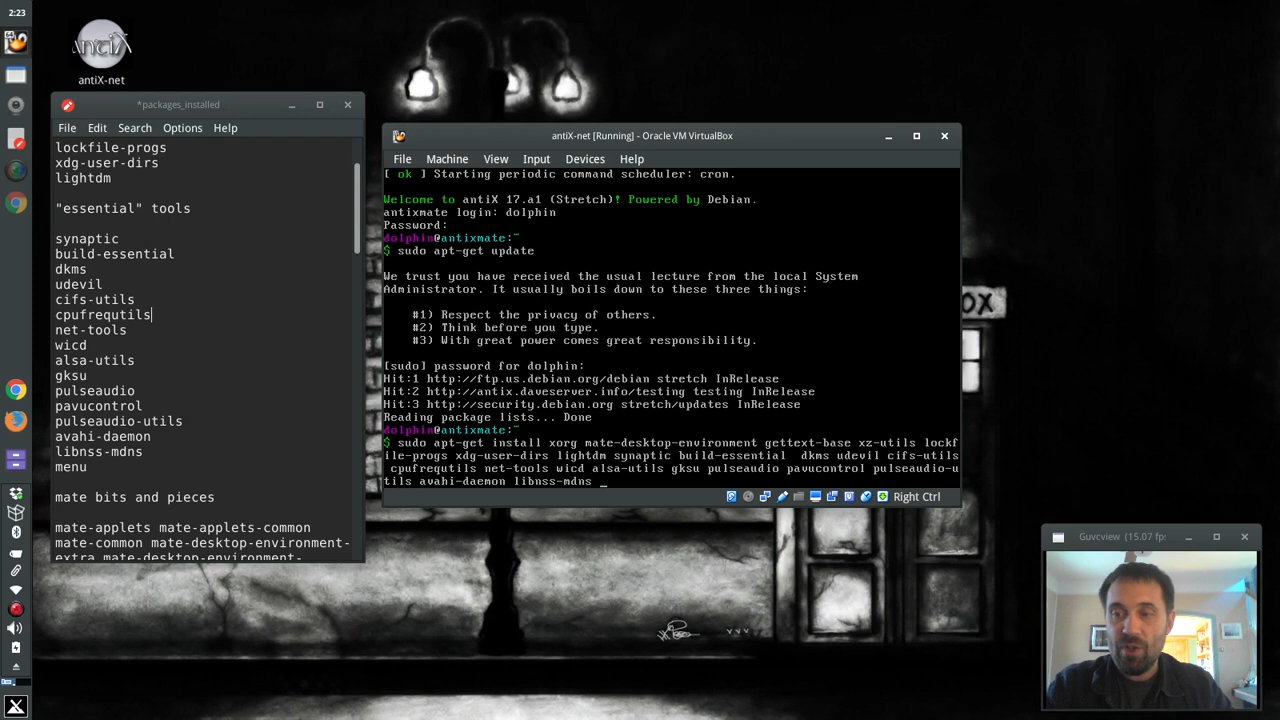 2:23
antiX
antiX-net
*packages_installed
File Edit Search Options Help
lockfile-progs
xdg-user-dirs
lightdm
"essential" tools
synaptic
build-essential
dkms
udevil
cifs-utils
cpufrequtils
net-tools
wicd
alsa-utils
gksu
pulseaudio
pavucontrol
pulseaudio-utils
avahi-daemon
libnss-mdns
menu
mate bits and pieces
mate-applets mate-applets-common
mate-common mate-desktop-environment-
extra mate-desktop-environment-
antiX-net [Running] - Oracle VM VirtualBox
File Machine View Input Devices Help
[ ok ] Starting periodic command scheduler: cron.
Welcome to antiX 17.a1 (Stretch)! Powered by Debian.
antixmate login: dolphin
Password:
dolphin@antixmate:~
$ sudo apt-get update
We trust you have received the usual lecture from the local System
Administrator. It usually boils down to these three things:
#1) Respect the privacy of others.
#2) Think before you type.
#3) With great power comes great responsibility.
[sudo] password for dolphin:
Hit:1 http://ftp.us.debian.org/debian stretch InRelease
Hit:2 http://antix.daveserver.info/testing testing InRelease
Hit:3 http://security.debian.org stretch/updates InRelease
Reading package lists... Done
dolphin@antixmate:~
$ sudo apt-get install xorg mate-desktop-environment gettext-base xz-utils lockf
ile-progs xdg-user-dirs lightdm synaptic build-essential  dkms udevil cifs-utils
 cpufrequtils net-tools wicd alsa-utils gksu pulseaudio pavucontrol pulseaudio-u
tils avahi-daemon libnss-mdns _
Right Ctrl
OX
Guvcview (15.07 fps